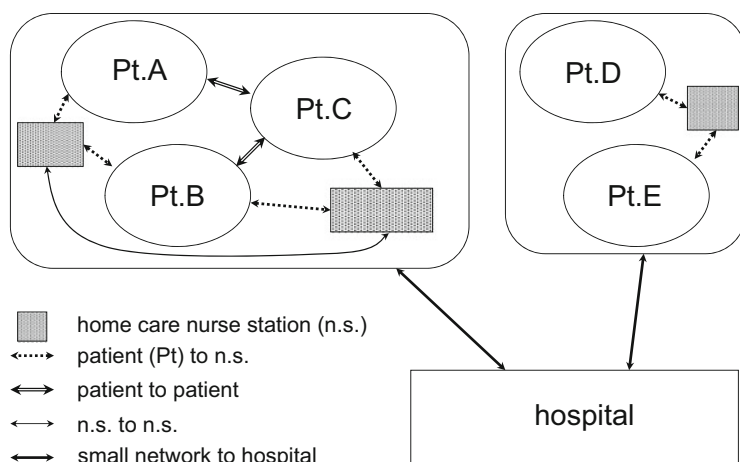 Pt.A
Pt.C
Pt.B
Pt.D
Pt.E
home care nurse station (n.s.)
patient (Pt) to n.s.
patient to patient
n.s. to n.s.
small network to hospital
hospital